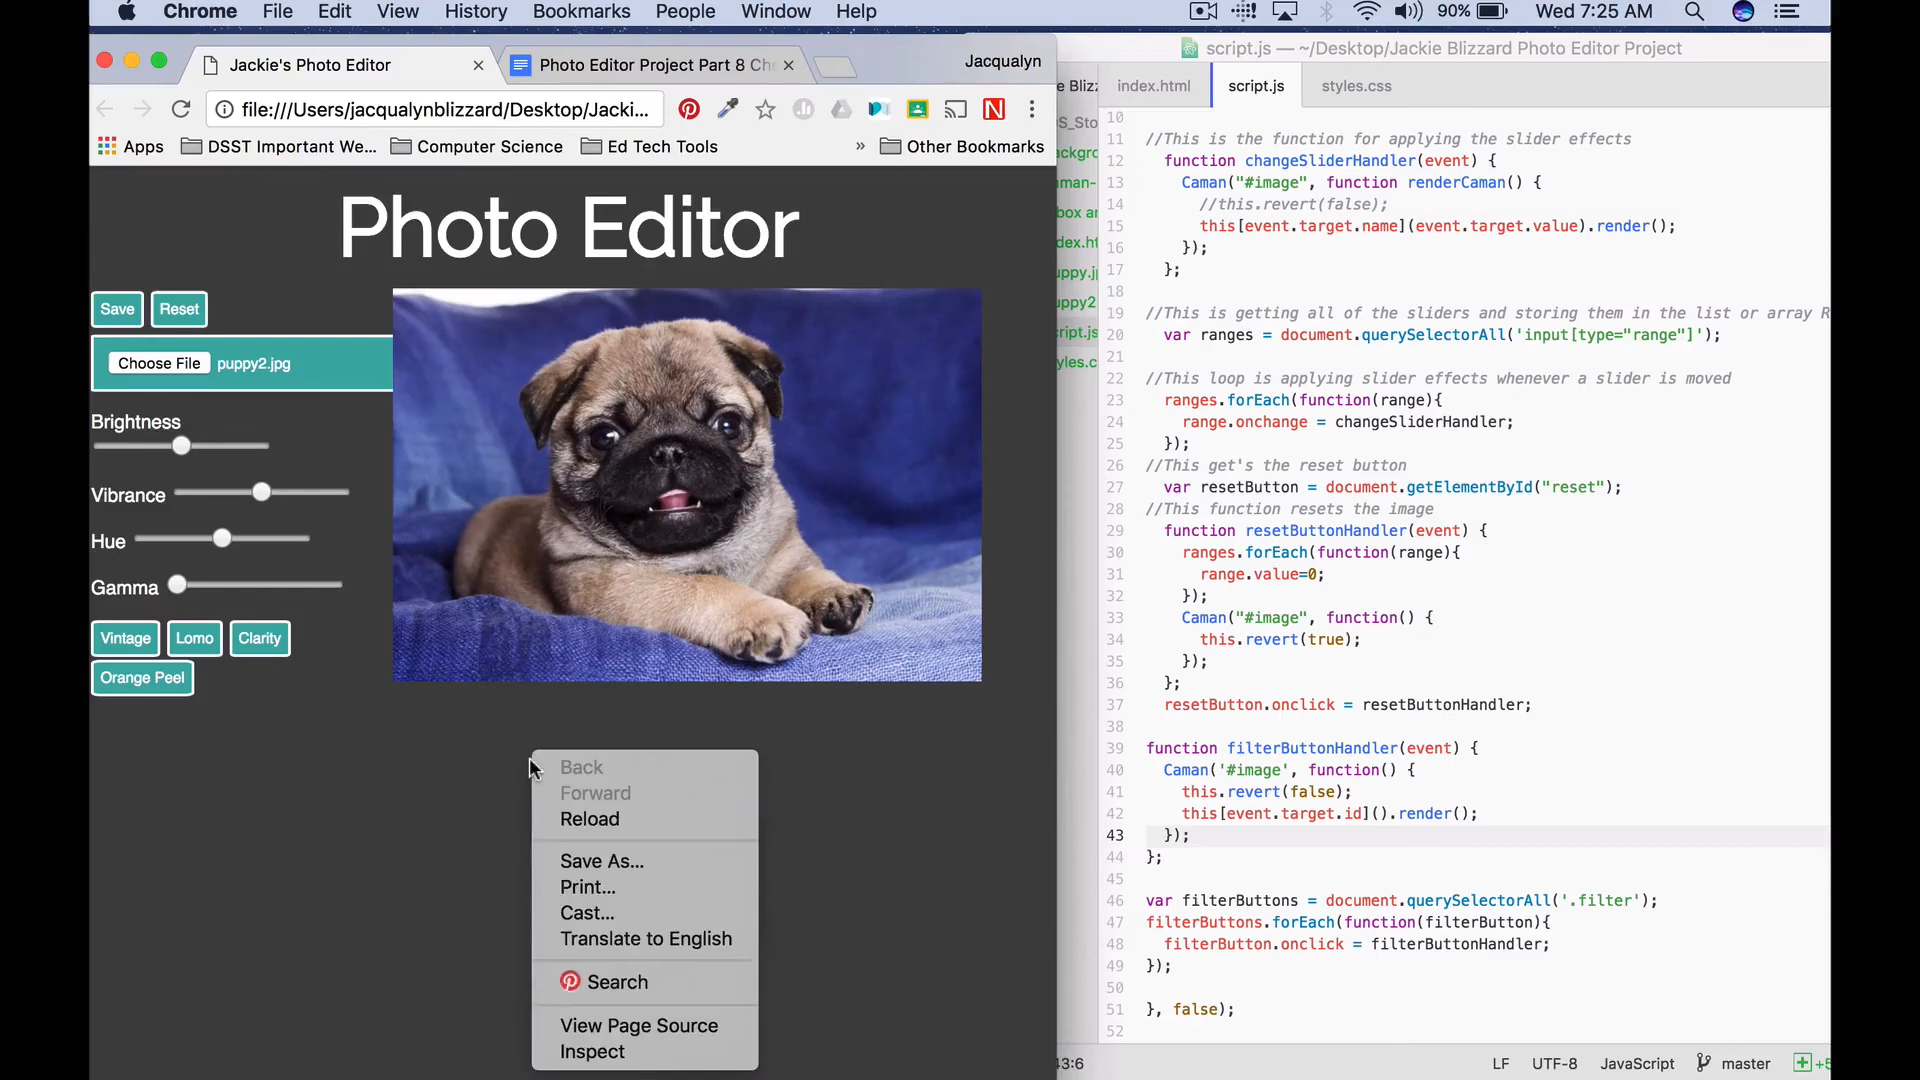 Chrome File Edit View History Bookmarks People Window Help 90% Wed 7:25 AM
Jackie's Photo Editor
Photo Editor Project Part 8 Che
Jacqualyn
file:///Users/jacqualynblizzard/Desktop/Jacki...
Apps DSST Important We... Computer Science Ed Tech Tools » Other Bookmarks
Photo Editor
Save Reset
Choose File puppy2.jpg
Brightness
Vibrance
Hue
Gamma
Vintage Lomo Clarity
Orange Peel
Back
Forward
Reload
Save As...
Print...
Cast...
Translate to English
Search
View Page Source
Inspect
script.js — ~/Desktop/Jackie Blizzard Photo Editor Project
index.html script.js styles.css
10
11 //This is the function for applying the slider effects
12 function changeSliderHandler(event) {
13 Caman("#image", function renderCaman() {
14 //this.revert(false);
15 this[event.target.name](event.target.value).render();
16 });
17 };
18
19 //This is getting all of the sliders and storing them in the list or array R
20 var ranges = document.querySelectorAll('input[type="range"]');
21
22 //This loop is applying slider effects whenever a slider is moved
23 ranges.forEach(function(range){
24 range.onchange = changeSliderHandler;
25 });
26 //This get's the reset button
27 var resetButton = document.getElementById("reset");
28 //This function resets the image
29 function resetButtonHandler(event) {
30 ranges.forEach(function(range){
31 range.value=0;
32 });
33 Caman("#image", function() {
34 this.revert(true);
35 });
36 };
37 resetButton.onclick = resetButtonHandler;
38
39 function filterButtonHandler(event) {
40 Caman('#image', function() {
41 this.revert(false);
42 this[event.target.id]().render();
43 });
44 };
45
46 var filterButtons = document.querySelectorAll('.filter');
47 filterButtons.forEach(function(filterButton){
48 filterButton.onclick = filterButtonHandler;
49 });
50
51 }, false);
52
43:6 LF UTF-8 JavaScript master